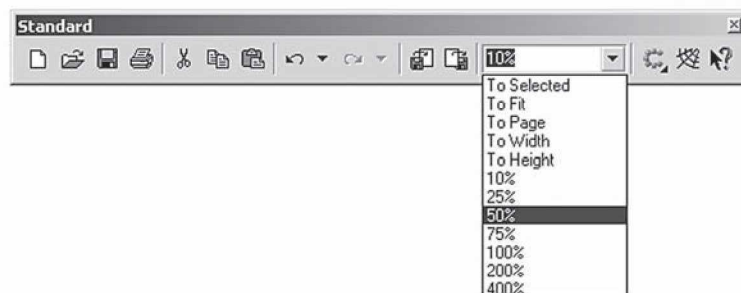 Standard
10%
To Selected
To Fit
To Page
To Width
To Height
10%
25%
50%
75%
100%
200%
400%